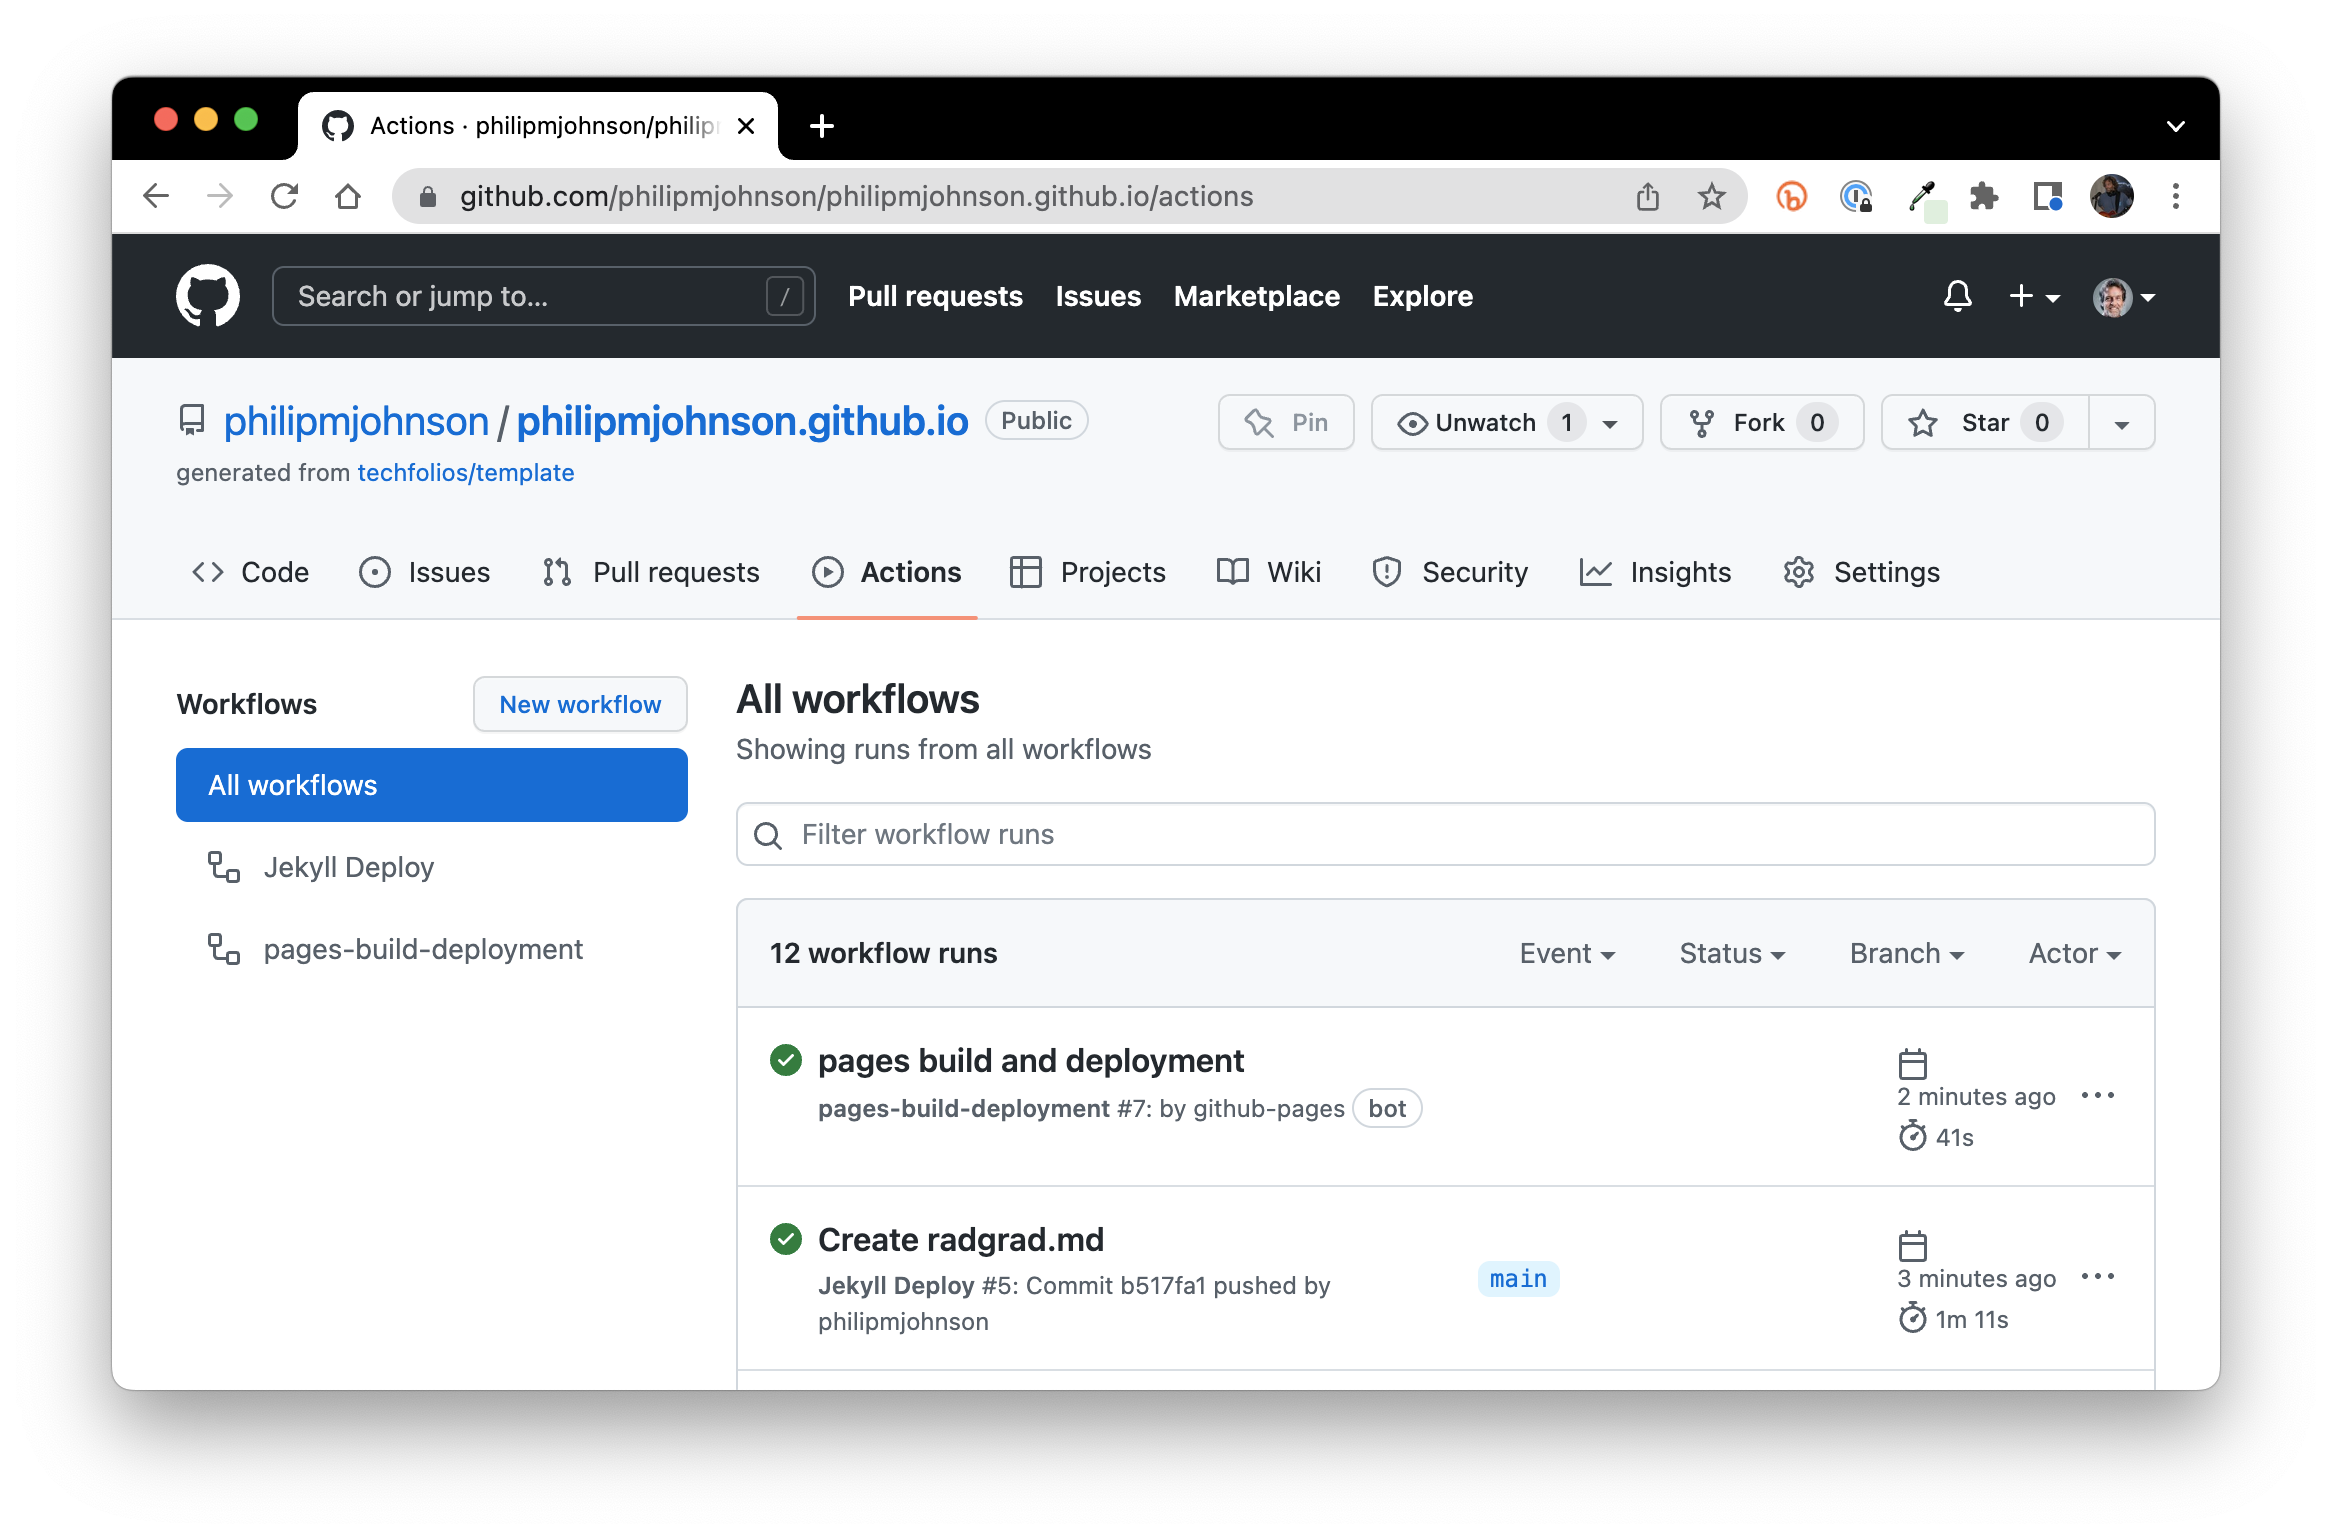 Actions · philipmjohnson/philip
github.com/philipmjohnson/philipmjohnson.github.io/actions
Search or jump to... /
Pull requests Issues Marketplace Explore
philipmjohnson / philipmjohnson.github.io Public
Pin Unwatch 1 Fork 0 Star 0
generated from techfolios/template
Code Issues Pull requests Actions Projects Wiki Security Insights Settings
Workflows New workflow
All workflows
Jekyll Deploy
pages-build-deployment
All workflows
Showing runs from all workflows
Filter workflow runs
12 workflow runs Event Status Branch Actor
pages build and deployment
pages-build-deployment #7: by github-pages bot
2 minutes ago ...
41s
Create radgrad.md
Jekyll Deploy #5: Commit b517fa1 pushed by
philipmjohnson
main
3 minutes ago ...
1m 11s